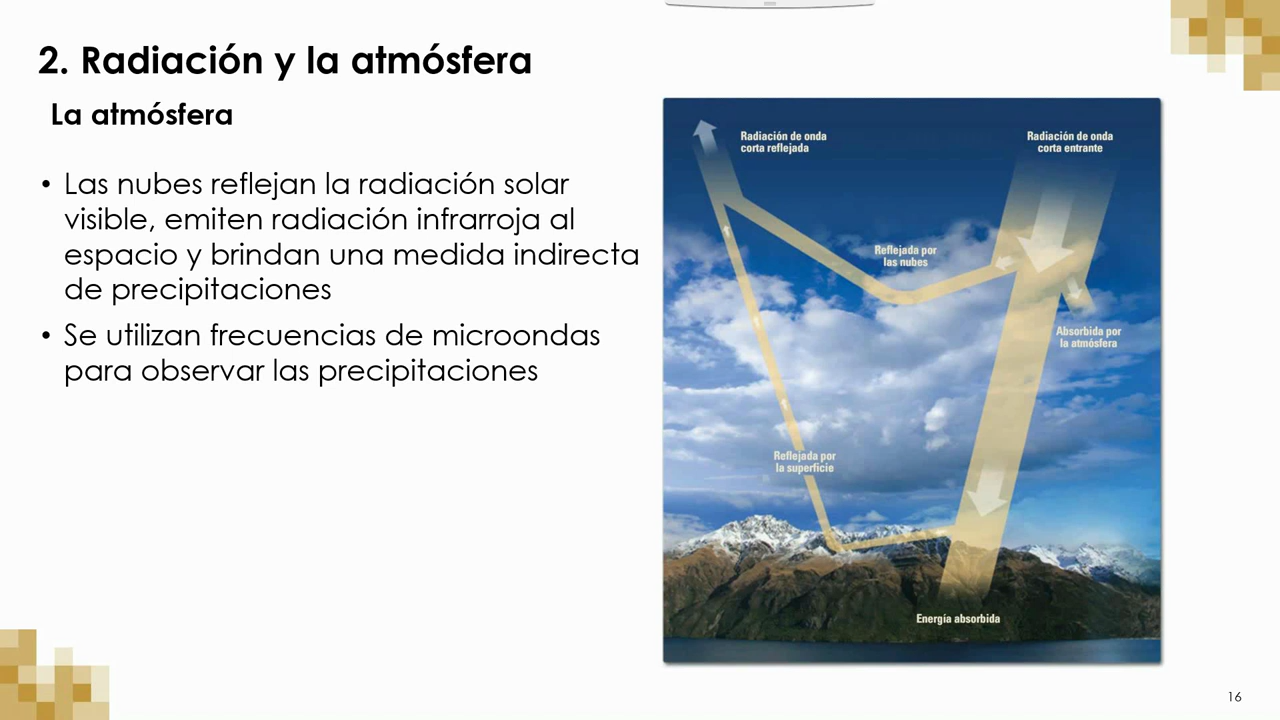 2. Radiación y la atmósfera
La atmósfera
• Las nubes reflejan la radiación solar
visible, emiten radiación infrarroja al
espacio y brindan una medida indirecta
de precipitaciones
• Se utilizan frecuencias de microondas
para observar las precipitaciones
Radiación de onda
corta reflejada
Radiación de onda
corta entrante
Reflejada por
las nubes
Absorbida por
la atmósfera
Reflejada por
la superficie
Energía absorbida
16